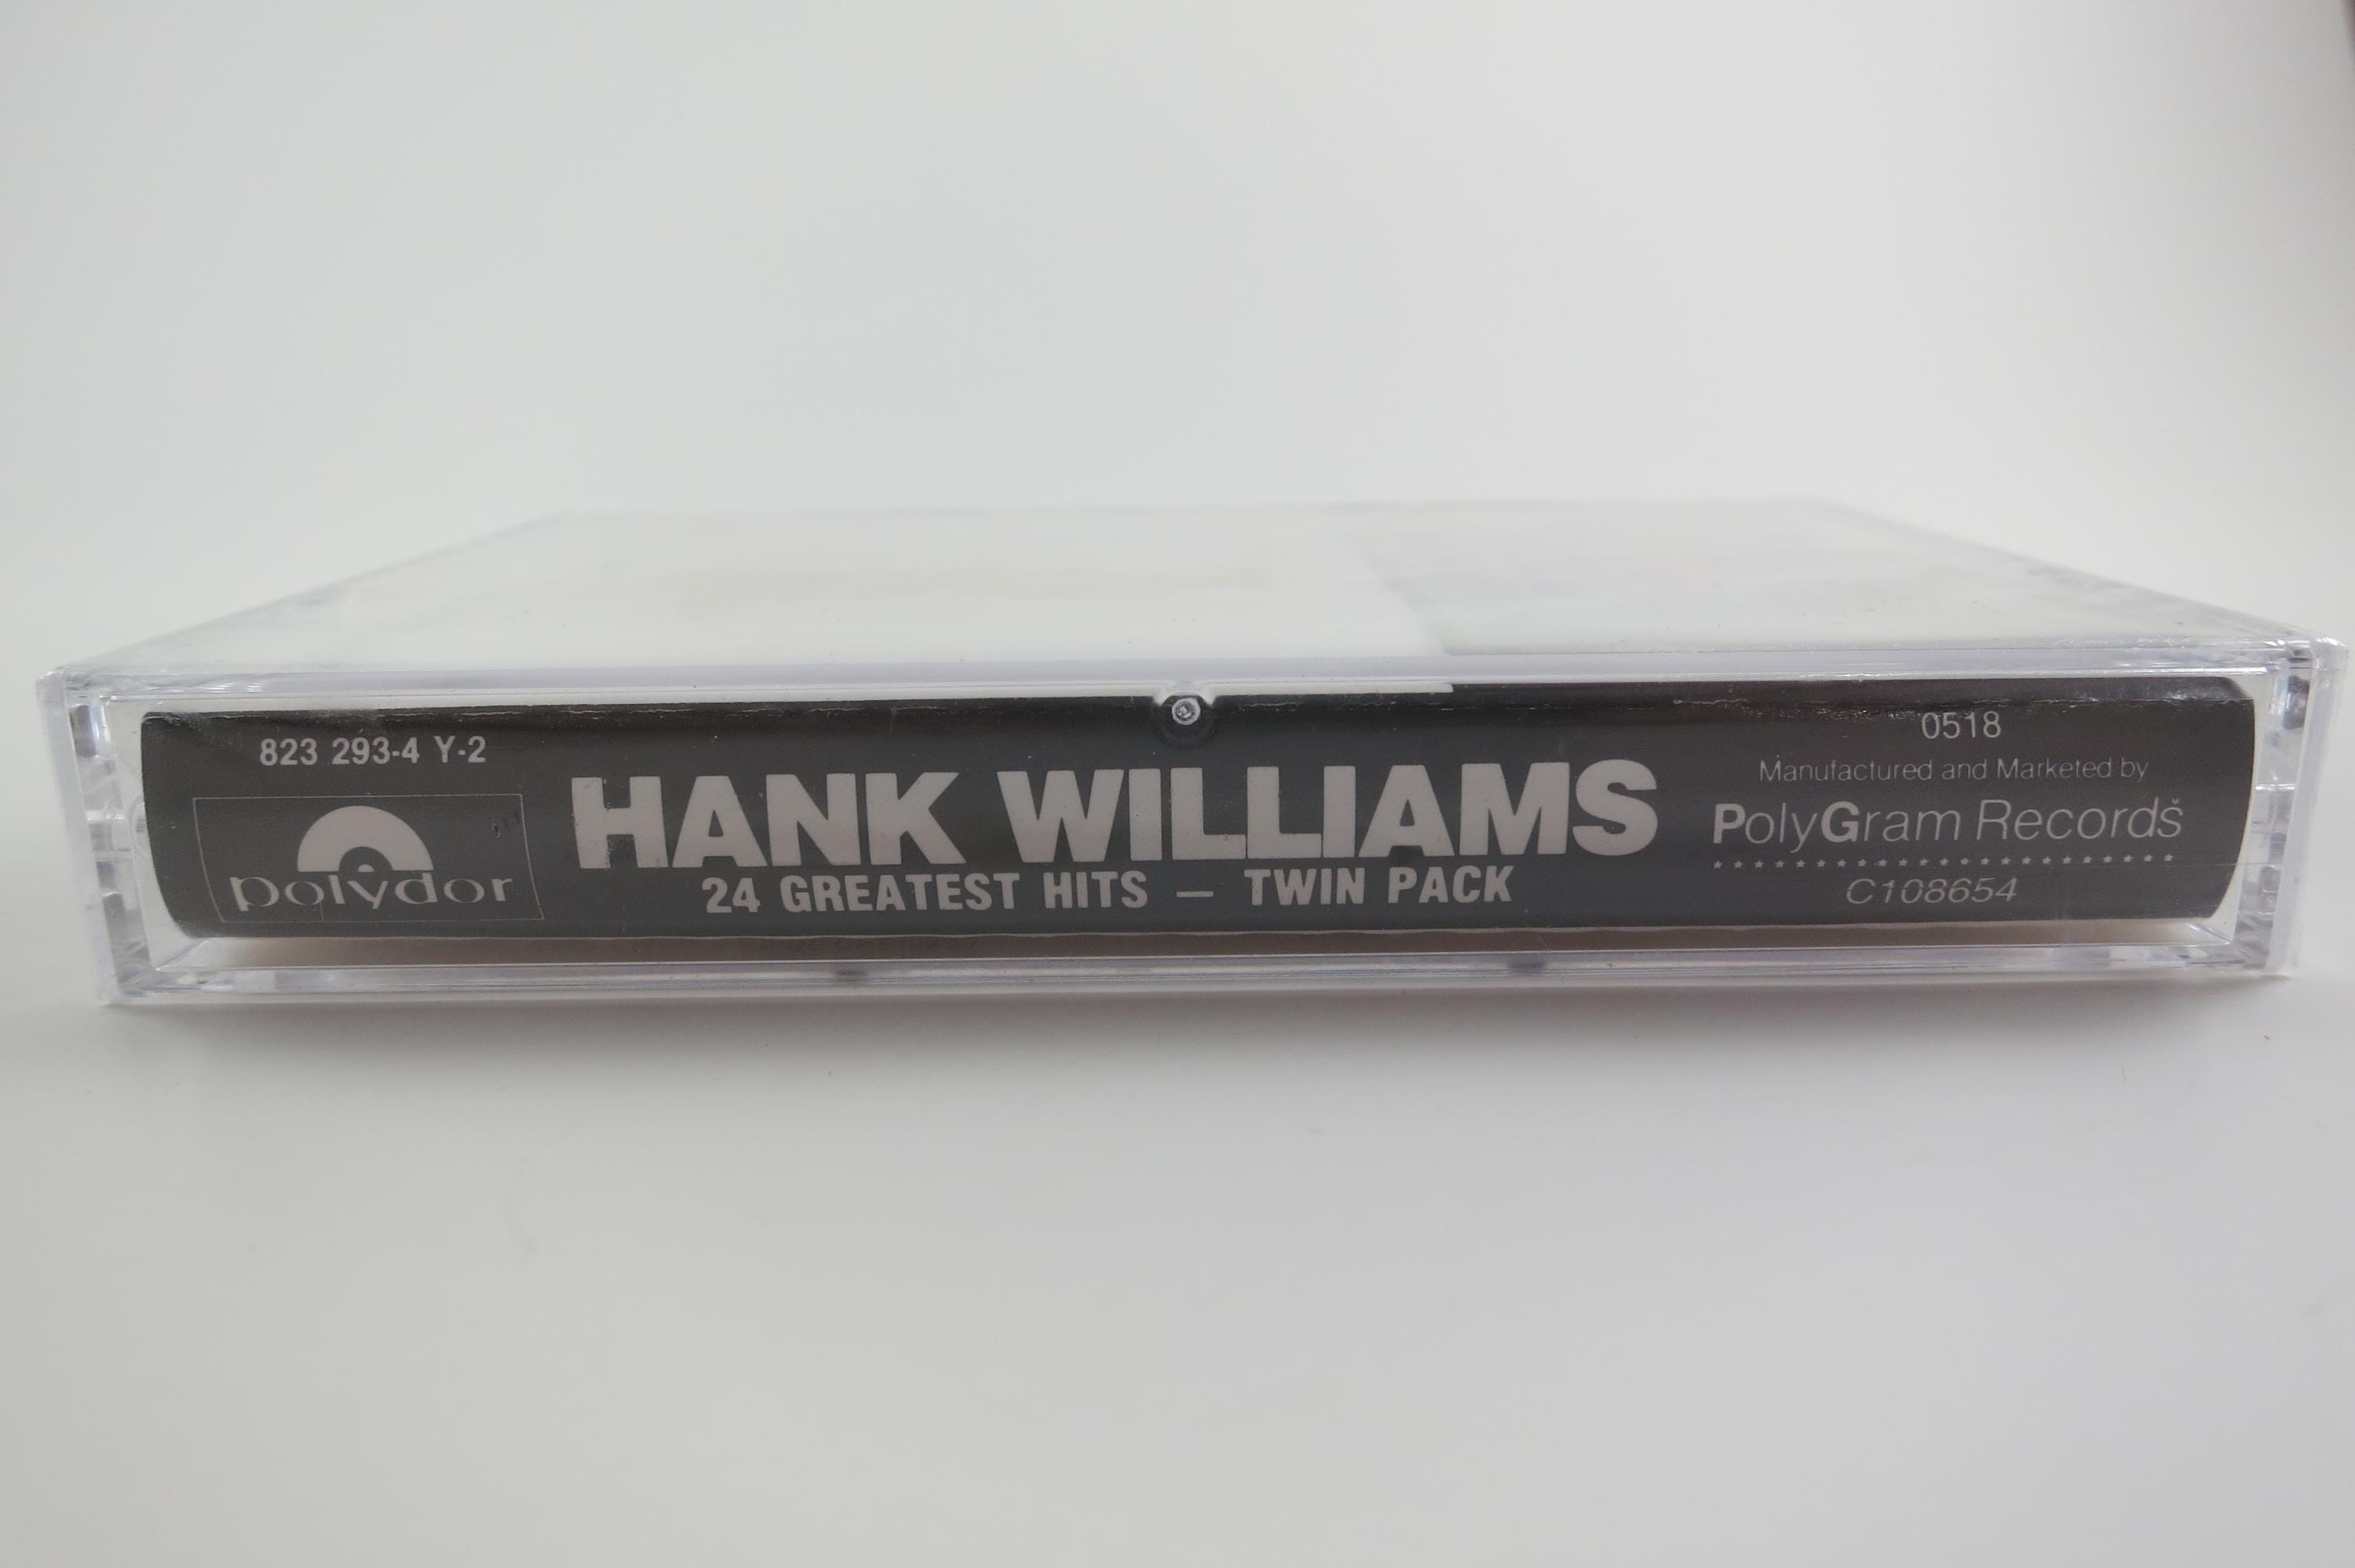 823 293-4 Y-2
polydor
HANK WILLIAMS
24 GREATEST HITS — TWIN PACK
0518
Manufactured and Marketed by
PolyGram Records
C108654